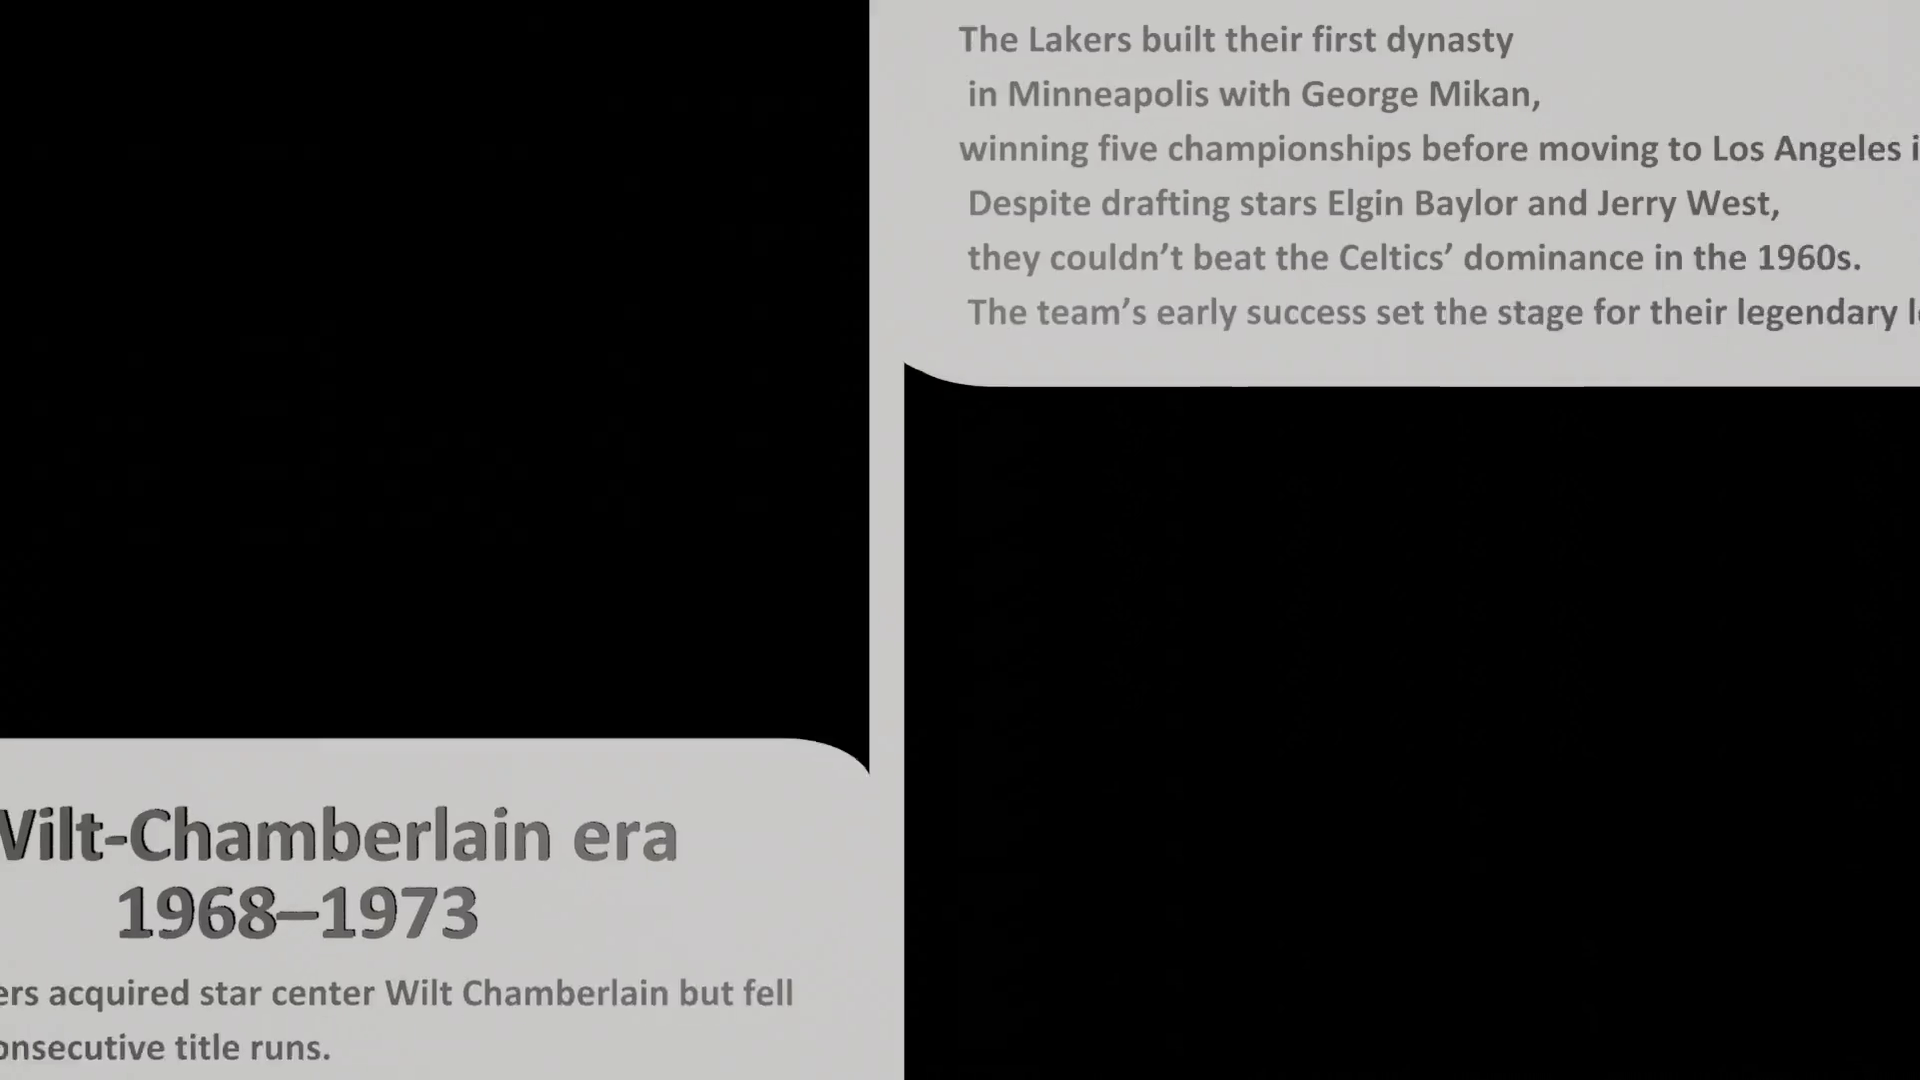 The Lakers built their first dynasty
in Minneapolis with George Mikan,
winning five championships before moving to Los Angeles
Despite drafting stars Elgin Baylor and Jerry West,
they couldn’t beat the Celtics’ dominance in the 1960s.
The team’s early success set the stage for their legendary
Wilt-Chamberlain era
1968–1973
acquired star center Wilt Chamberlain but fell
title runs.